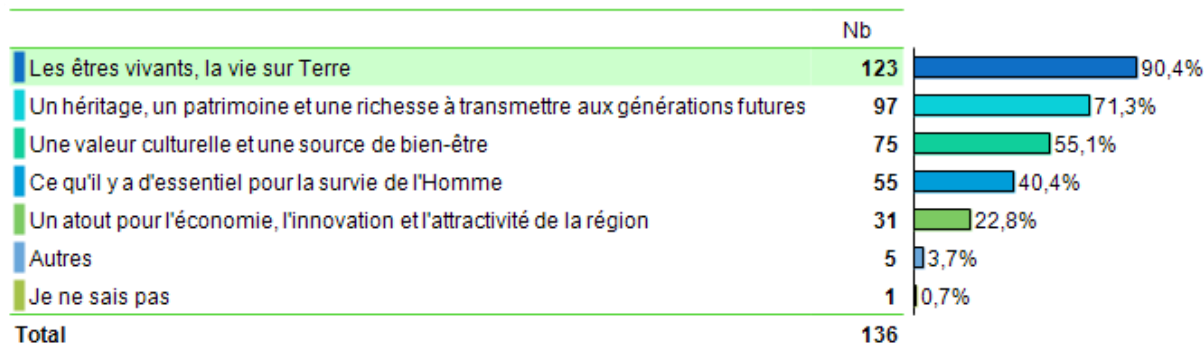 Nb
Les êtres vivants, la vie sur Terre 123 90,4%
Un héritage, un patrimoine et une richesse à transmettre aux générations futures 97 71,3%
Une valeur culturelle et une source de bien-être 75 55,1%
Ce qu'il y a d'essentiel pour la survie de l'Homme 55 40,4%
Un atout pour l'économie, l'innovation et l'attractivité de la région 31 22,8%
Autres 5 3,7%
Je ne sais pas 1 0,7%
Total 136